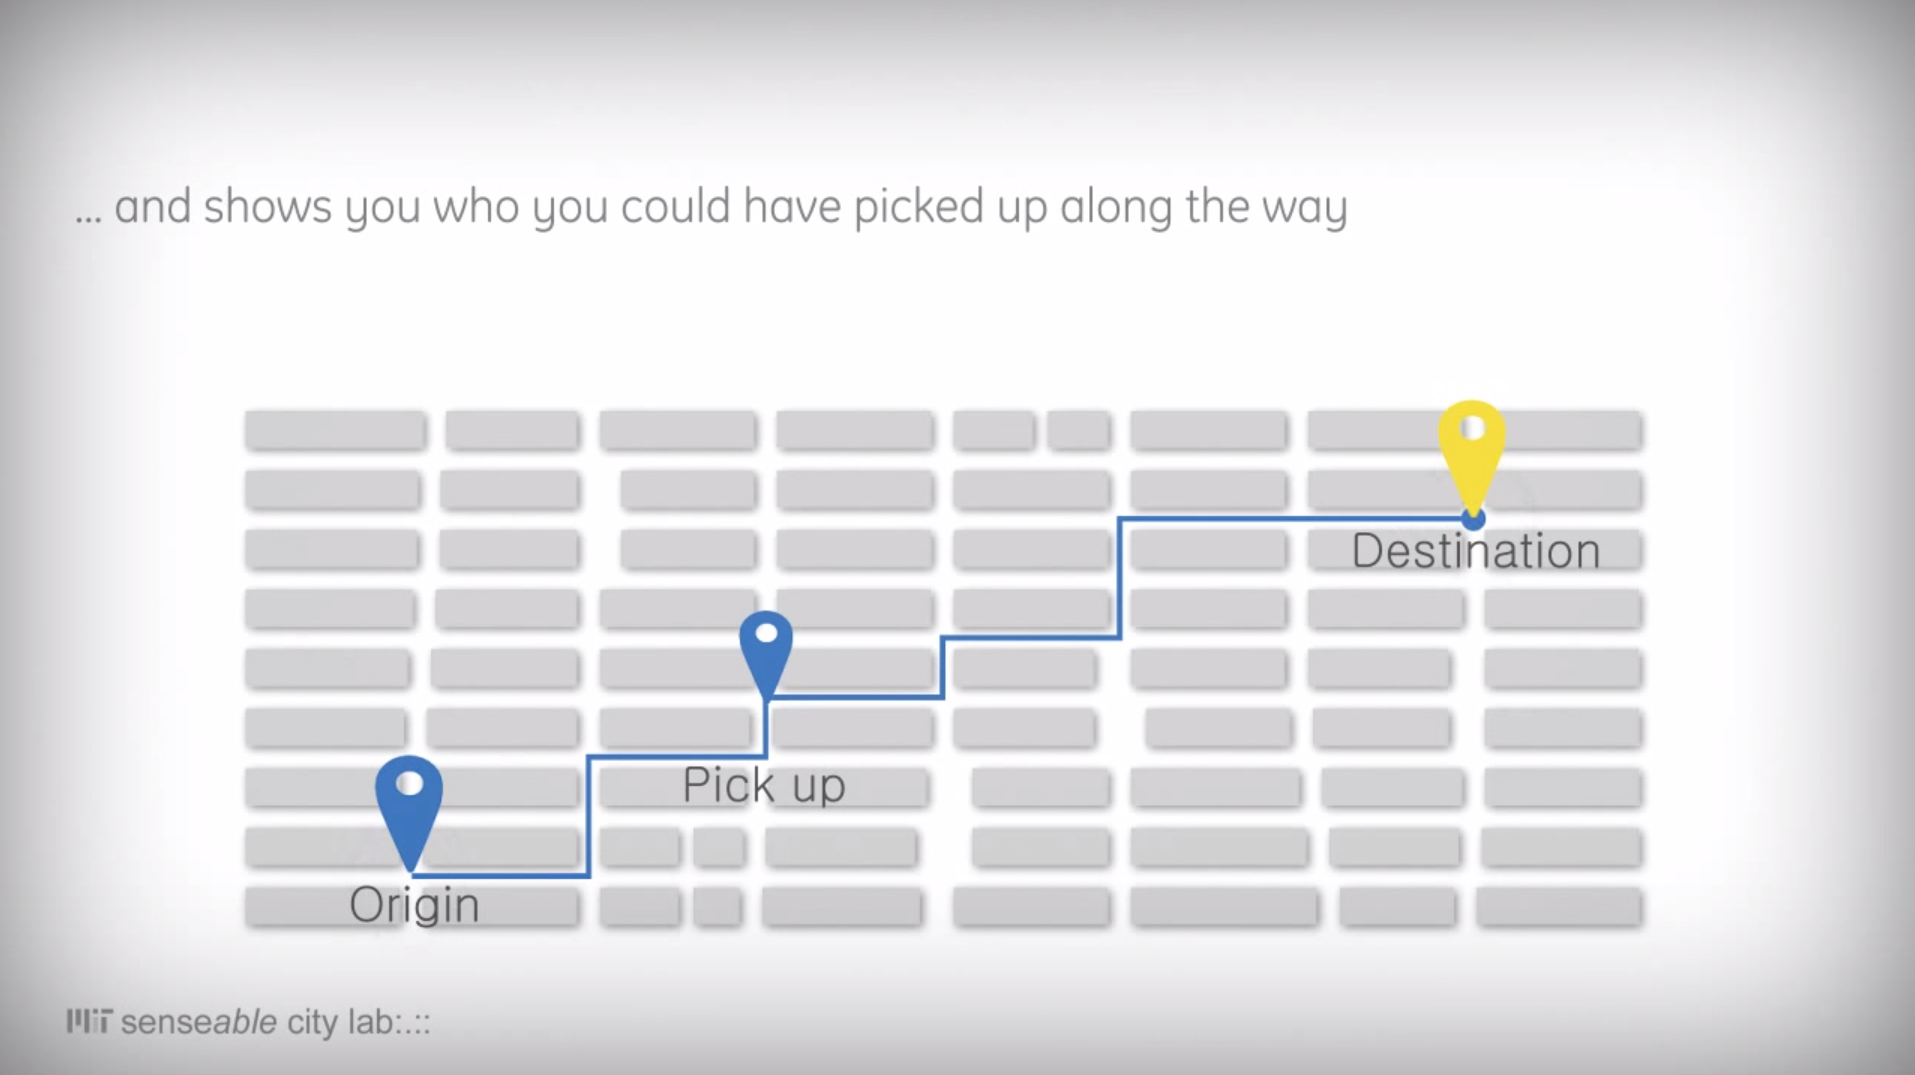 ... and shows you who you could have picked up along the way
Destination
Pick up
Origin
MIT senseable city lab:.::